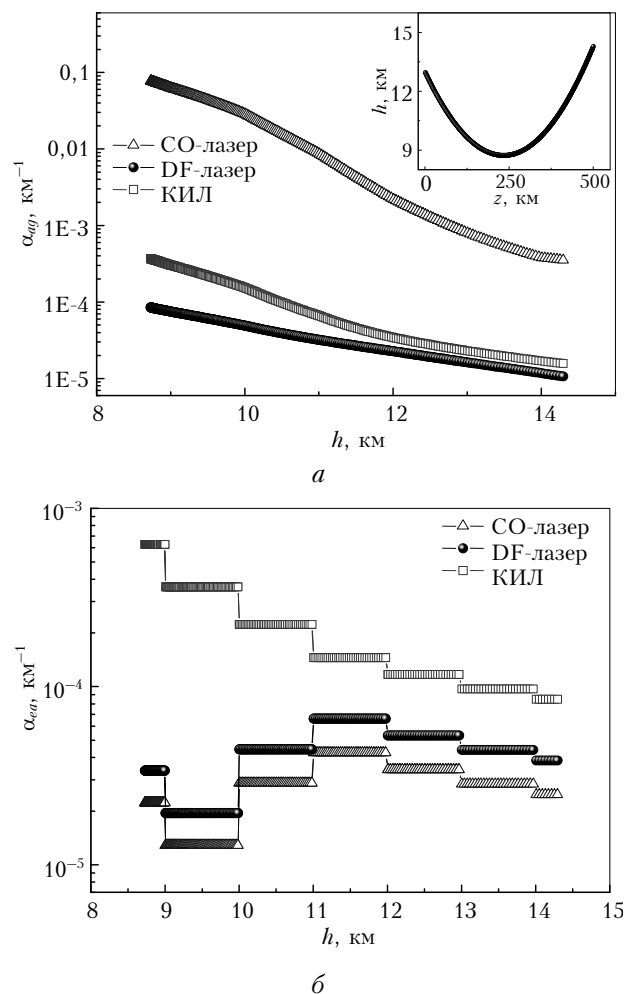 15
12
9
h, км
0
250
500
z, км
0,1
0,01
1E-3
1E-4
1E-5
α_ag, км⁻¹
CO-лазер
DF-лазер
КИЛ
8
10
12
14
h, км
а
10⁻³
10⁻⁴
10⁻⁵
α_ea, км⁻¹
CO-лазер
DF-лазер
КИЛ
8
9
10
11
12
13
14
15
h, км
б